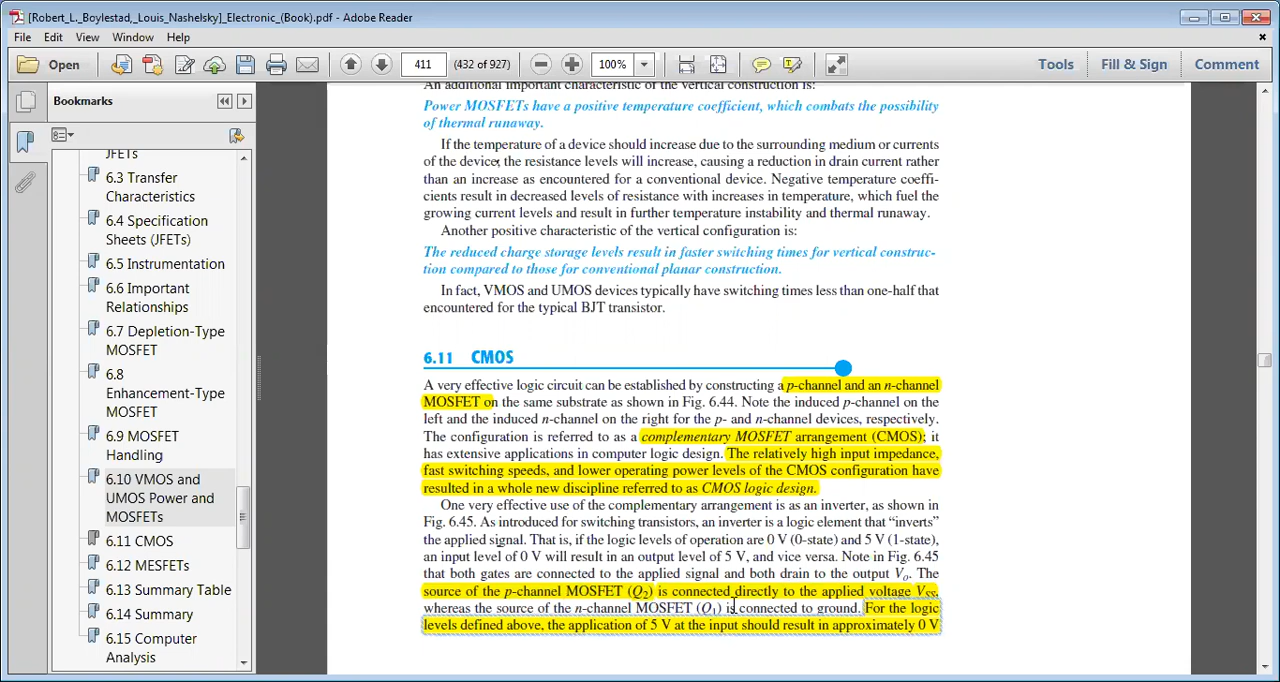 [Robert_L._Boylestad,_Louis_Nashelsky]_Electronic_(Book).pdf - Adobe Reader
File Edit View Window Help
Open 411 (432 of 927) 100% Tools Fill & Sign Comment
Bookmarks
JFETs
6.3 Transfer
Characteristics
6.4 Specification
Sheets (JFETs)
6.5 Instrumentation
6.6 Important
Relationships
6.7 Depletion-Type
MOSFET
6.8
Enhancement-Type
MOSFET
6.9 MOSFET
Handling
6.10 VMOS and
UMOS Power and
MOSFETs
6.11 CMOS
6.12 MESFETs
6.13 Summary Table
6.14 Summary
6.15 Computer
Analysis
An additional important characteristic of the vertical construction is:
Power MOSFETs have a positive temperature coefficient, which combats the possibility
of thermal runaway.
If the temperature of a device should increase due to the surrounding medium or currents
of the device, the resistance levels will increase, causing a reduction in drain current rather
than an increase as encountered for a conventional device. Negative temperature coeffi-
cients result in decreased levels of resistance with increases in temperature, which fuel the
growing current levels and result in further temperature instability and thermal runaway.
Another positive characteristic of the vertical configuration is:
The reduced charge storage levels result in faster switching times for vertical construc-
tion compared to those for conventional planar construction.
In fact, VMOS and UMOS devices typically have switching times less than one-half that
encountered for the typical BJT transistor.
6.11 CMOS
A very effective logic circuit can be established by constructing a p-channel and an n-channel
MOSFET on the same substrate as shown in Fig. 6.44. Note the induced p-channel on the
left and the induced n-channel on the right for the p- and n-channel devices, respectively.
The configuration is referred to as a complementary MOSFET arrangement (CMOS); it
has extensive applications in computer logic design. The relatively high input impedance,
fast switching speeds, and lower operating power levels of the CMOS configuration have
resulted in a whole new discipline referred to as CMOS logic design.
One very effective use of the complementary arrangement is as an inverter, as shown in
Fig. 6.45. As introduced for switching transistors, an inverter is a logic element that “inverts”
the applied signal. That is, if the logic levels of operation are 0 V (0-state) and 5 V (1-state),
an input level of 0 V will result in an output level of 5 V, and vice versa. Note in Fig. 6.45
that both gates are connected to the applied signal and both drain to the output Vo. The
source of the p-channel MOSFET (Q2) is connected directly to the applied voltage VSS,
whereas the source of the n-channel MOSFET (Q1) is connected to ground. For the logic
levels defined above, the application of 5 V at the input should result in approximately 0 V